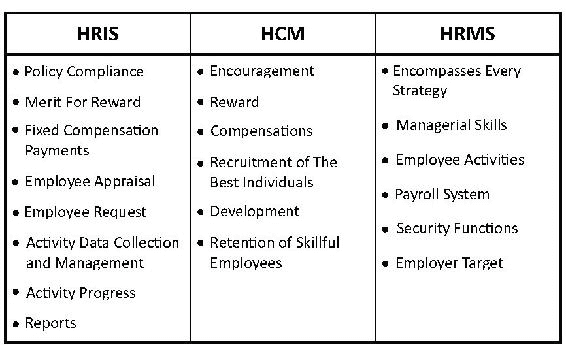 HRIS
• Policy Compliance
• Merit For Reward
• Fixed Compensation
Payments
• Employee Appraisal
• Employee Request
• Activity Data Collection
and Management
• Activity Progress
• Reports
HCM
• Encouragement
• Reward
• Compensations
• Recruitment of The
Best Individuals
• Development
• Retention of Skillful
Employees
HRMS
• Encompasses Every
Strategy
• Managerial Skills
• Employee Activities
• Payroll System
• Security Functions
• Employer Target